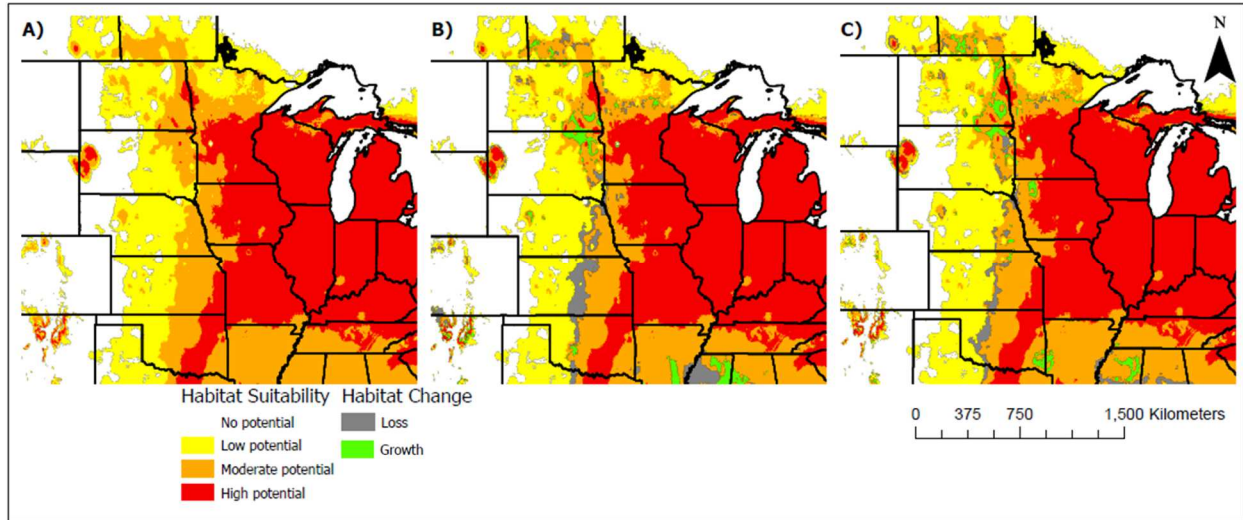 A)
B)
C)
N
Habitat Suitability
No potential
Low potential
Moderate potential
High potential
Habitat Change
Loss
Growth
0 375 750 1,500 Kilometers